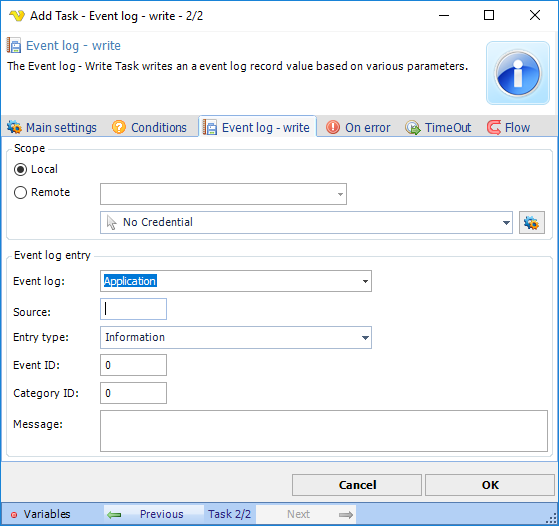 Add Task - Event log - write - 2/2
Event log - write
The Event log - Write Task writes an a event log record value based on various parameters.
Main settings Conditions Event log - write On error TimeOut Flow
Scope
Local
Remote
No Credential
Event log entry
Event log: Application
Source:
Entry type: Information
Event ID: 0
Category ID: 0
Message:
Cancel OK
Variables Previous Task 2/2 Next